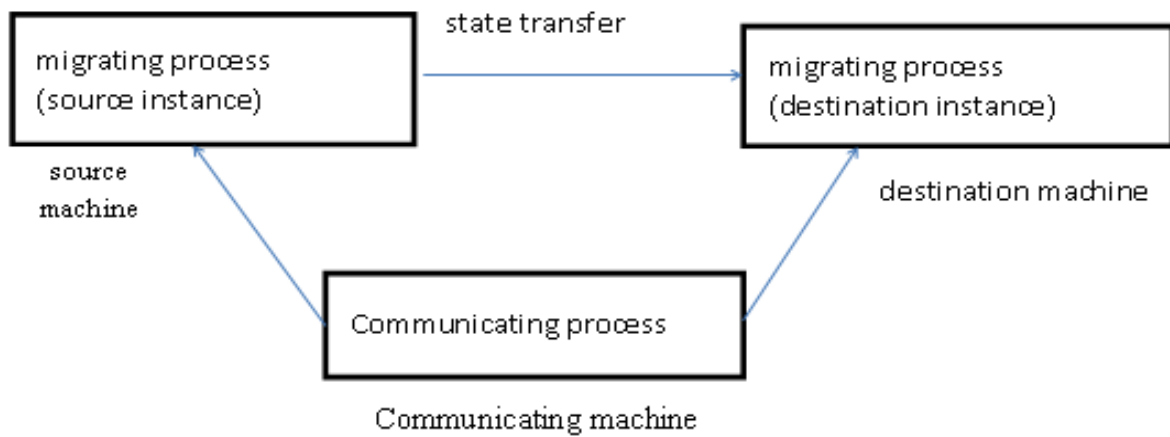 state transfer
migrating process
(source instance)
migrating process
(destination instance)
source
machine
destination machine
Communicating process
Communicating machine